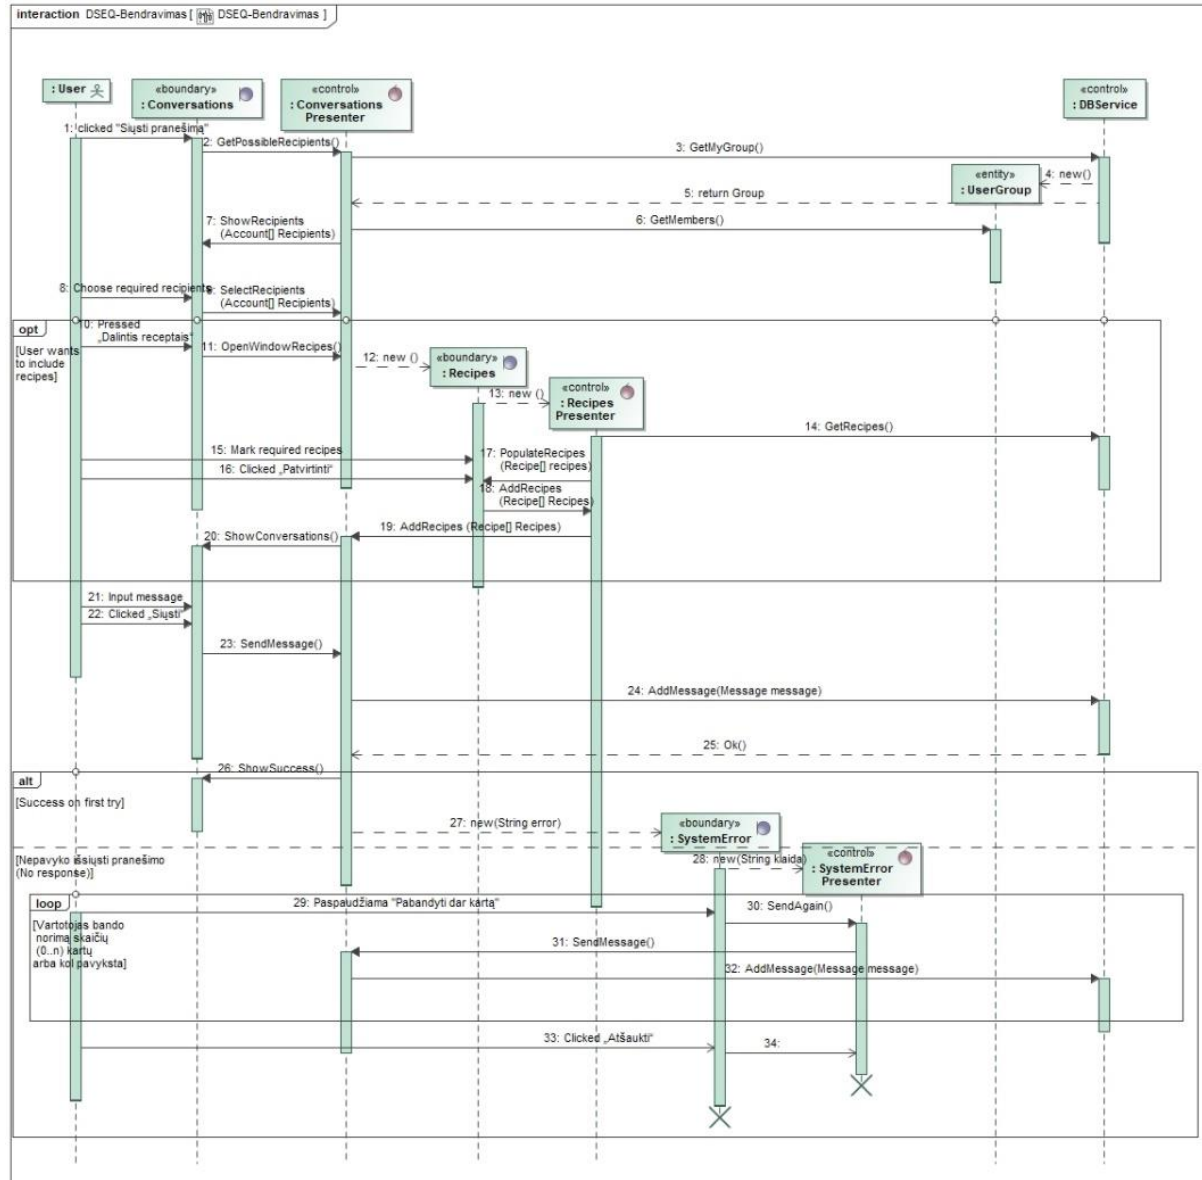 interaction DSEQ-Bendravimas [ DSEQ-Bendravimas ]
: User
«boundary»
: Conversations
«control»
: Conversations
Presenter
«control»
: DBService
1: clicked "Siųsti pranešimą"
2: GetPossibleRecipients()
3: GetMyGroup()
«entity»
: UserGroup
4: new()
5: return Group
6: GetMembers()
7: ShowRecipients
(Account[] Recipients)
8: Choose required recipients
9: SelectRecipients
(Account[] Recipients)
opt
[User wants
to include
recipes]
10: Pressed
„Dalintis receptais“
11: OpenWindowRecipes()
12: new ()
«boundary»
: Recipes
13: new ()
«control»
: Recipes
Presenter
14: GetRecipes()
15: Mark required recipes
16: Clicked „Patvirtinti“
17: PopulateRecipes
(Recipe[] recipes)
18: AddRecipes
(Recipe[] Recipes)
19: AddRecipes (Recipe[] Recipes)
20: ShowConversations()
21: Input message
22: Clicked „Siųsti“
23: SendMessage()
24: AddMessage(Message message)
25: Ok()
alt
26: ShowSuccess()
[Success on first try]
27: new(String error)
«boundary»
: SystemError
[Nepavyko išsiųsti pranešimo
(No response)]
28: new(String klaida)
«control»
: SystemError
Presenter
loop
29: Paspaudžiama "Pabandyti dar kartą"
30: SendAgain()
[Vartotojas bando
norimą skaičių
(0..n) kartų
arba kol pavyksta]
31: SendMessage()
32: AddMessage(Message message)
33: Clicked „Atšaukti“
34: